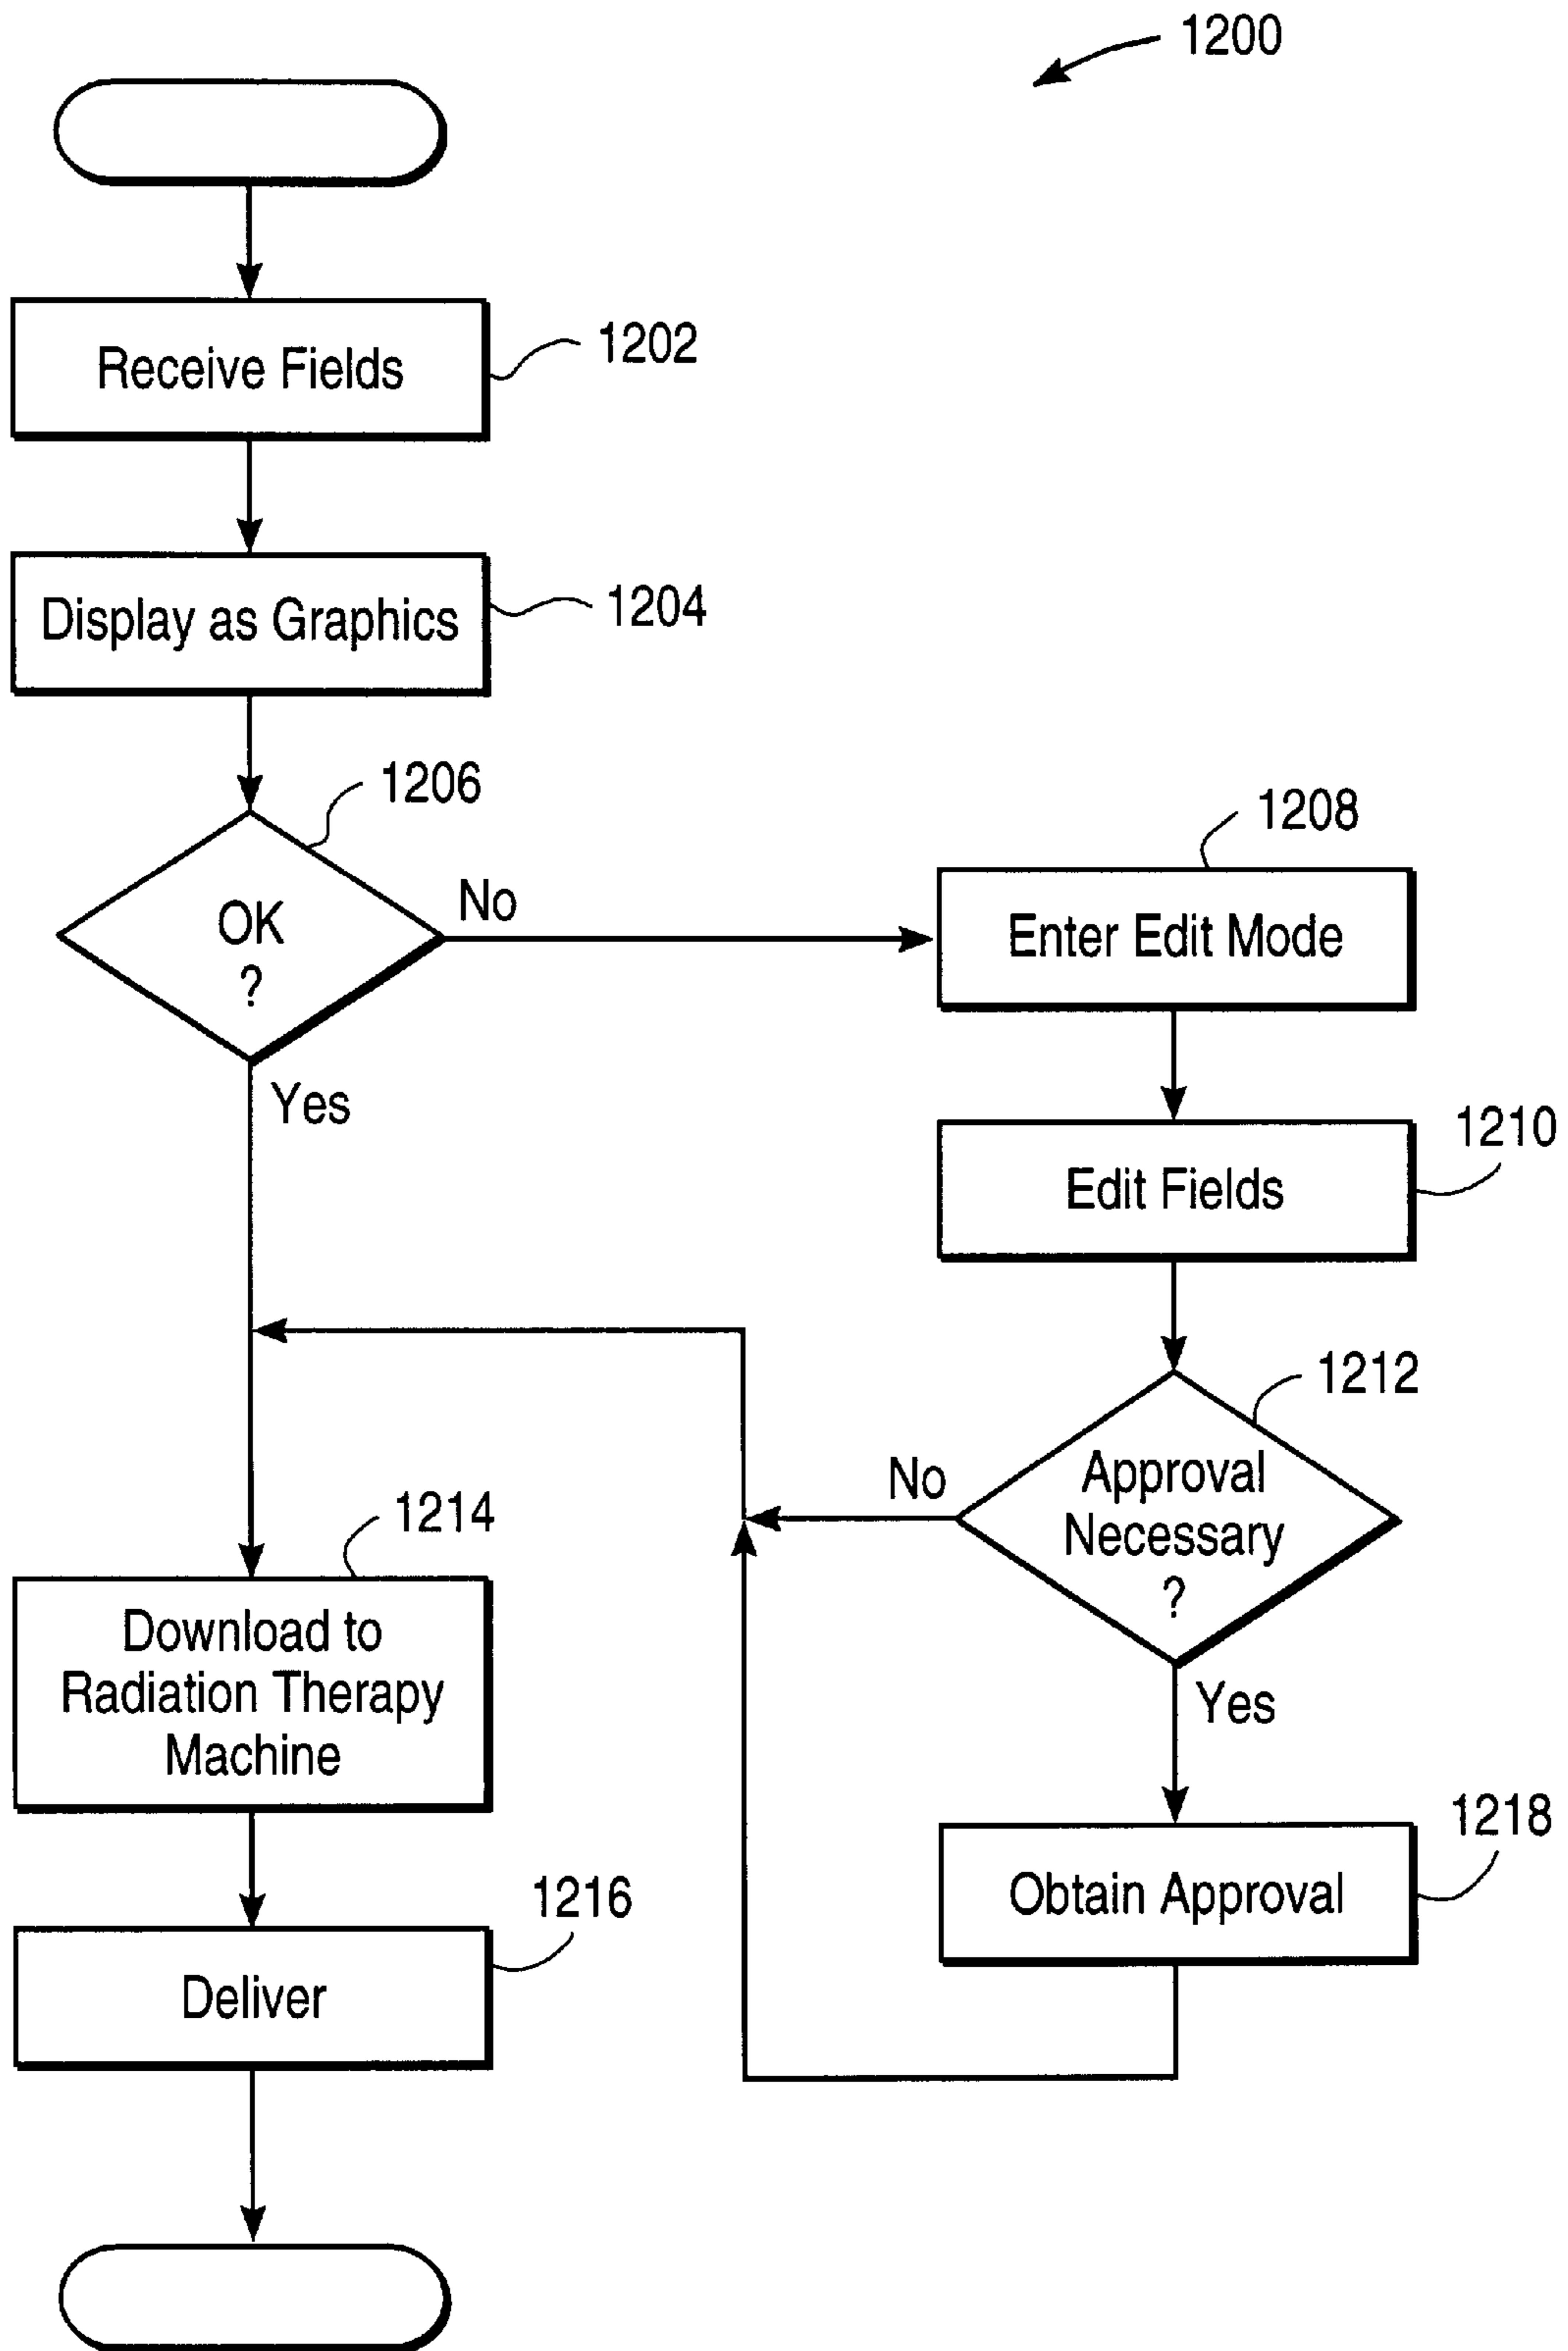 1200
Receive Fields
1202
Display as Graphics
1204
1206
OK
?
No
Yes
1208
Enter Edit Mode
1210
Edit Fields
1212
Approval
Necessary
?
No
Yes
1214
Download to
Radiation Therapy
Machine
1218
Obtain Approval
1216
Deliver